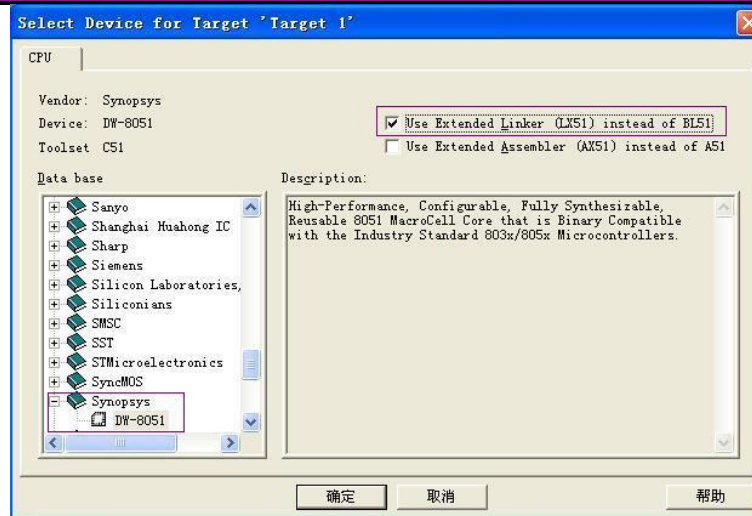 Select Device for Target 'Target 1'
CPU
Vendor: Synopsys
Device: DW-8051
Toolset C51
Use Extended Linker (LX51) instead of BL51
Use Extended Assembler (AX51) instead of A51
Data base
Description:
Sanyo
Shanghai Huahong IC
Sharp
Siemens
Silicon Laboratories,
Siliconians
SMSC
SST
STMicroelectronics
SyncMOS
Synopsys
DW-8051
High-Performance, Configurable, Fully Synthesizable,
Reusable 8051 MacroCell Core that is Binary Compatible
with the Industry Standard 803x/805x Microcontrollers.
确定
取消
帮助